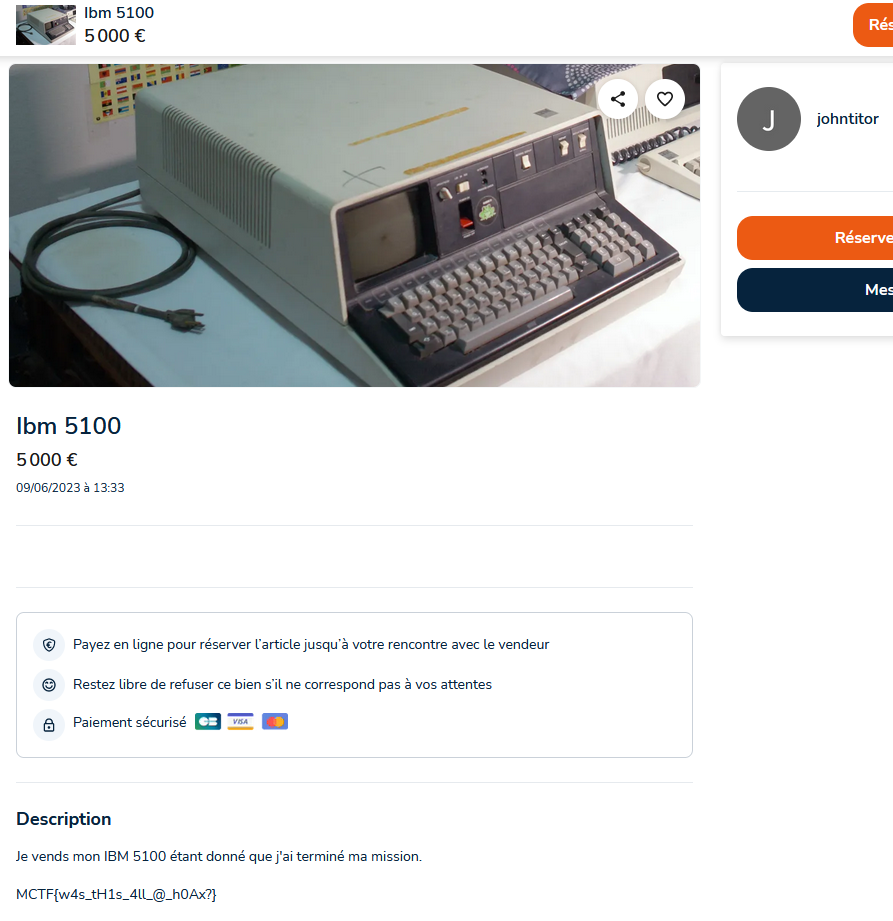 Ibm 5100
5 000 €
Rés
J
johntitor
Réserve
Mes
Ibm 5100
5 000 €
09/06/2023 à 13:33
Payez en ligne pour réserver l’article jusqu’à votre rencontre avec le vendeur
Restez libre de refuser ce bien s’il ne correspond pas à vos attentes
Paiement sécurisé CB VISA
Description
Je vends mon IBM 5100 étant donné que j'ai terminé ma mission.
MCTF{w4s_tH1s_4ll_@_h0Ax?}